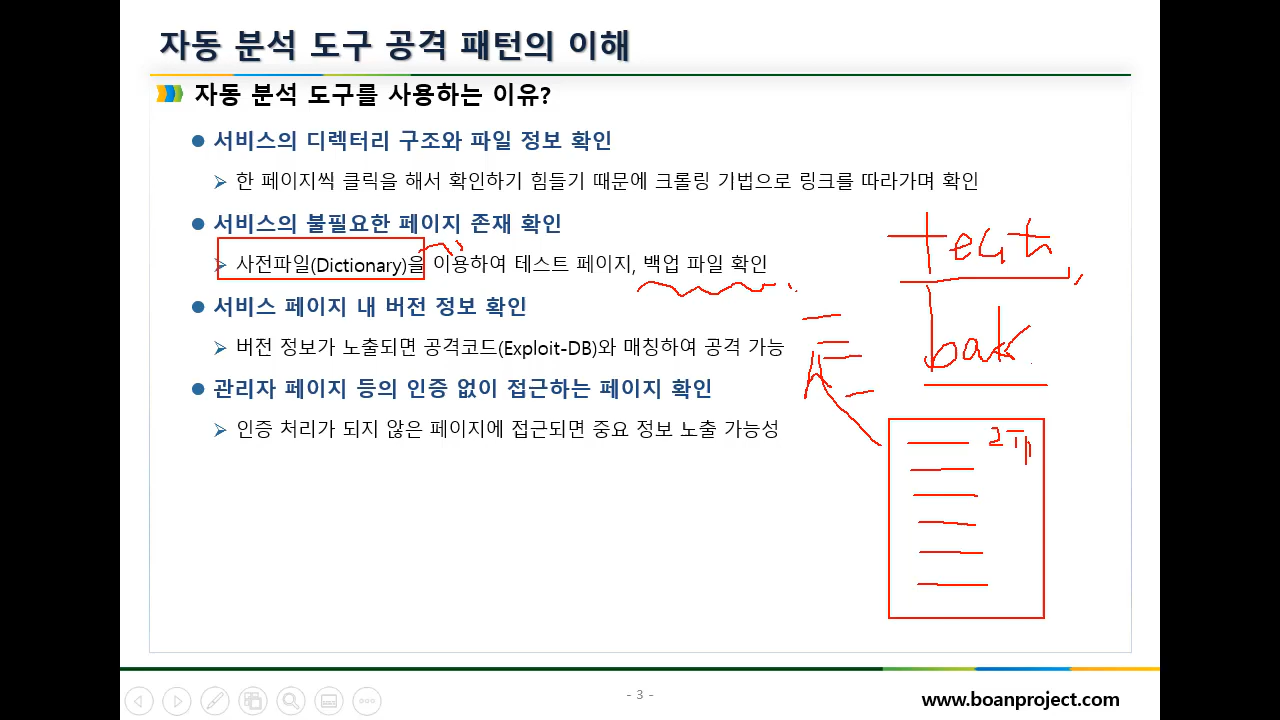 자동 분석 도구 공격 패턴의 이해
자동 분석 도구를 사용하는 이유?
서비스의 디렉터리 구조와 파일 정보 확인
한 페이지씩 클릭을 해서 확인하기 힘들기 때문에 크롤링 기법으로 링크를 따라가며 확인
서비스의 불필요한 페이지 존재 확인
사전파일(Dictionary)을 이용하여 테스트 페이지, 백업 파일 확인
서비스 페이지 내 버전 정보 확인
버전 정보가 노출되면 공격코드(Exploit-DB)와 매칭하여 공격 가능
관리자 페이지 등의 인증 없이 접근하는 페이지 확인
인증 처리가 되지 않은 페이지에 접근되면 중요 정보 노출 가능성
bak
- 3 -
www.boanproject.com